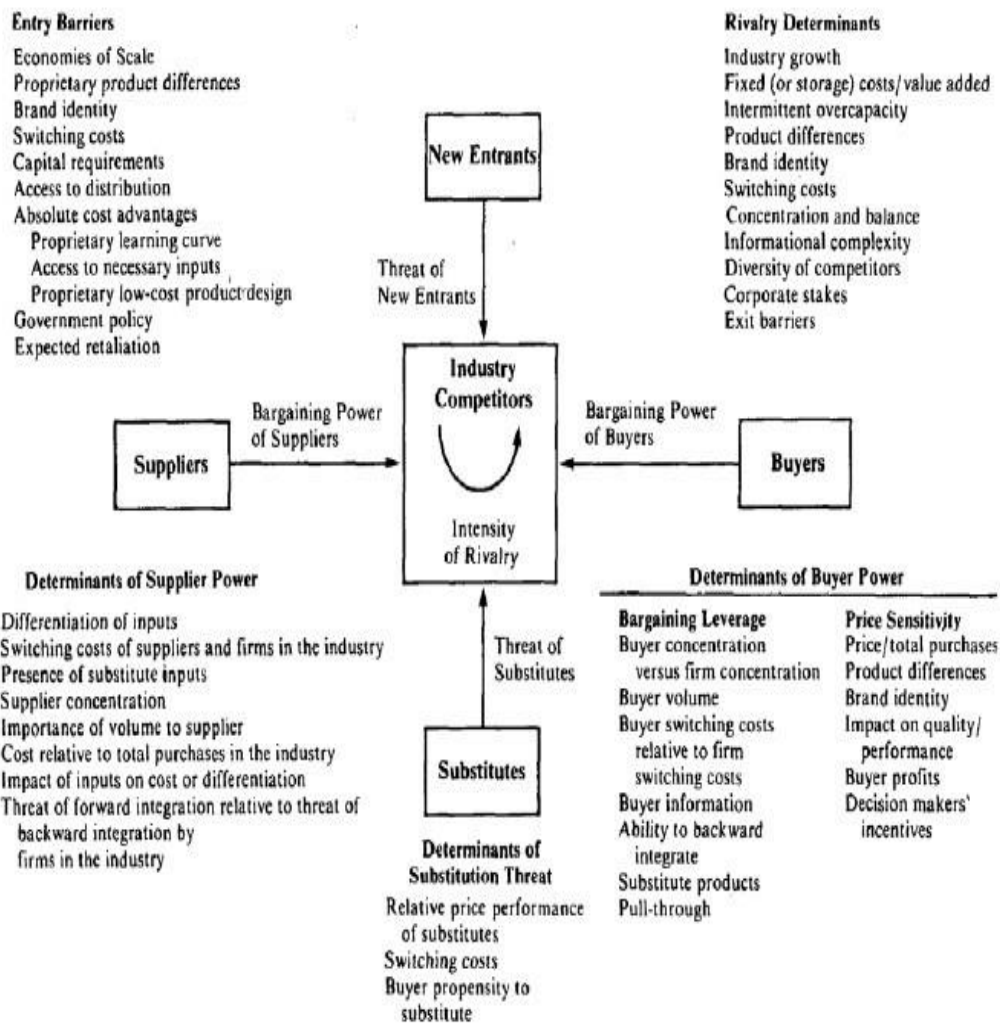 Entry Barriers
Economies of Scale
Proprietary product differences
Brand identity
Switching costs
Capital requirements
Access to distribution
Absolute cost advantages
Proprietary learning curve
Access to necessary inputs
Proprietary low-cost product design
Government policy
Expected retaliation
Rivalry Determinants
Industry growth
Fixed (or storage) costs/value added
Intermittent overcapacity
Product differences
Brand identity
Switching costs
Concentration and balance
Informational complexity
Diversity of competitors
Corporate stakes
Exit barriers
New Entrants
Threat of
New Entrants
Industry
Competitors
Intensity
of Rivalry
Bargaining Power
of Suppliers
Suppliers
Bargaining Power
of Buyers
Buyers
Determinants of Supplier Power
Differentiation of inputs
Switching costs of suppliers and firms in the industry
Presence of substitute inputs
Supplier concentration
Importance of volume to supplier
Cost relative to total purchases in the industry
Impact of inputs on cost or differentiation
Threat of forward integration relative to threat of
backward integration by
firms in the industry
Threat of
Substitutes
Substitutes
Determinants of
Substitution Threat
Relative price performance
of substitutes
Switching costs
Buyer propensity to
substitute
Determinants of Buyer Power
Bargaining Leverage
Buyer concentration
versus firm concentration
Buyer volume
Buyer switching costs
relative to firm
switching costs
Buyer information
Ability to backward
integrate
Substitute products
Pull-through
Price Sensitivity
Price/total purchases
Product differences
Brand identity
Impact on quality/
performance
Buyer profits
Decision makers'
incentives